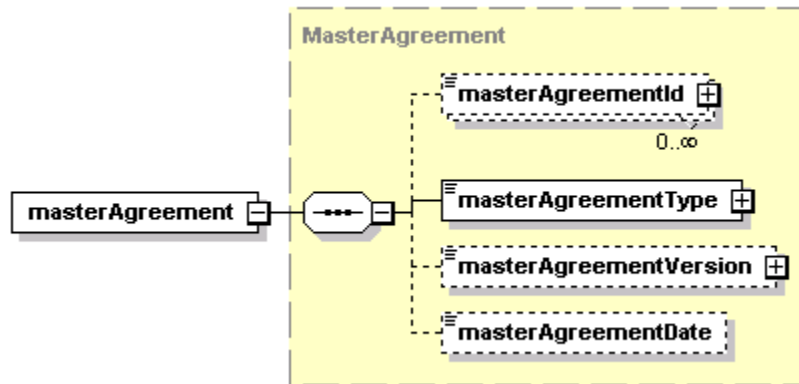 MasterAgreement
masterAgreementId
0..∞
masterAgreement
masterAgreementType
masterAgreementVersion
masterAgreementDate